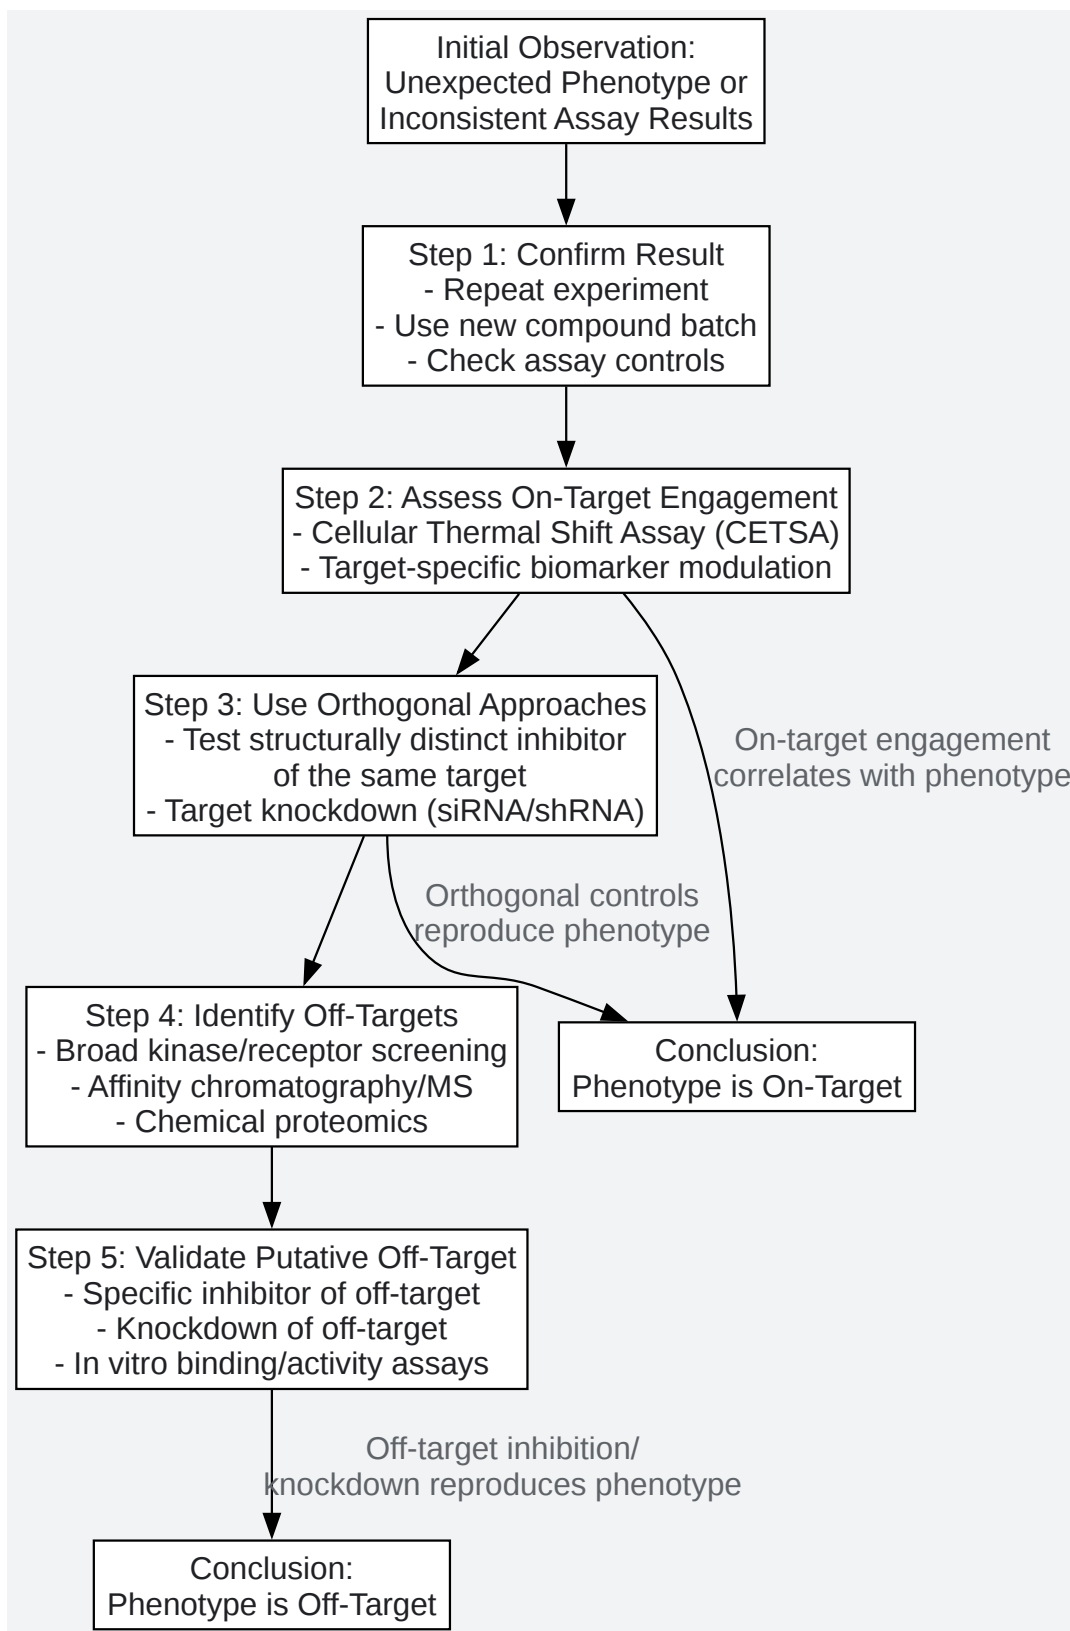 Initial Observation:
Unexpected Phenotype or
Inconsistent Assay Results
Step 1: Confirm Result
- Repeat experiment
- Use new compound batch
- Check assay controls
Step 2: Assess On-Target Engagement
- Cellular Thermal Shift Assay (CETSA)
- Target-specific biomarker modulation
Step 3: Use Orthogonal Approaches
- Test structurally distinct inhibitor
of the same target
- Target knockdown (siRNA/shRNA)
On-target engagement
correlates with phenotype
Orthogonal controls
reproduce phenotype
Step 4: Identify Off-Targets
- Broad kinase/receptor screening
- Affinity chromatography/MS
- Chemical proteomics
Conclusion:
Phenotype is On-Target
Step 5: Validate Putative Off-Target
- Specific inhibitor of off-target
- Knockdown of off-target
- In vitro binding/activity assays
Off-target inhibition/
knockdown reproduces phenotype
Conclusion:
Phenotype is Off-Target